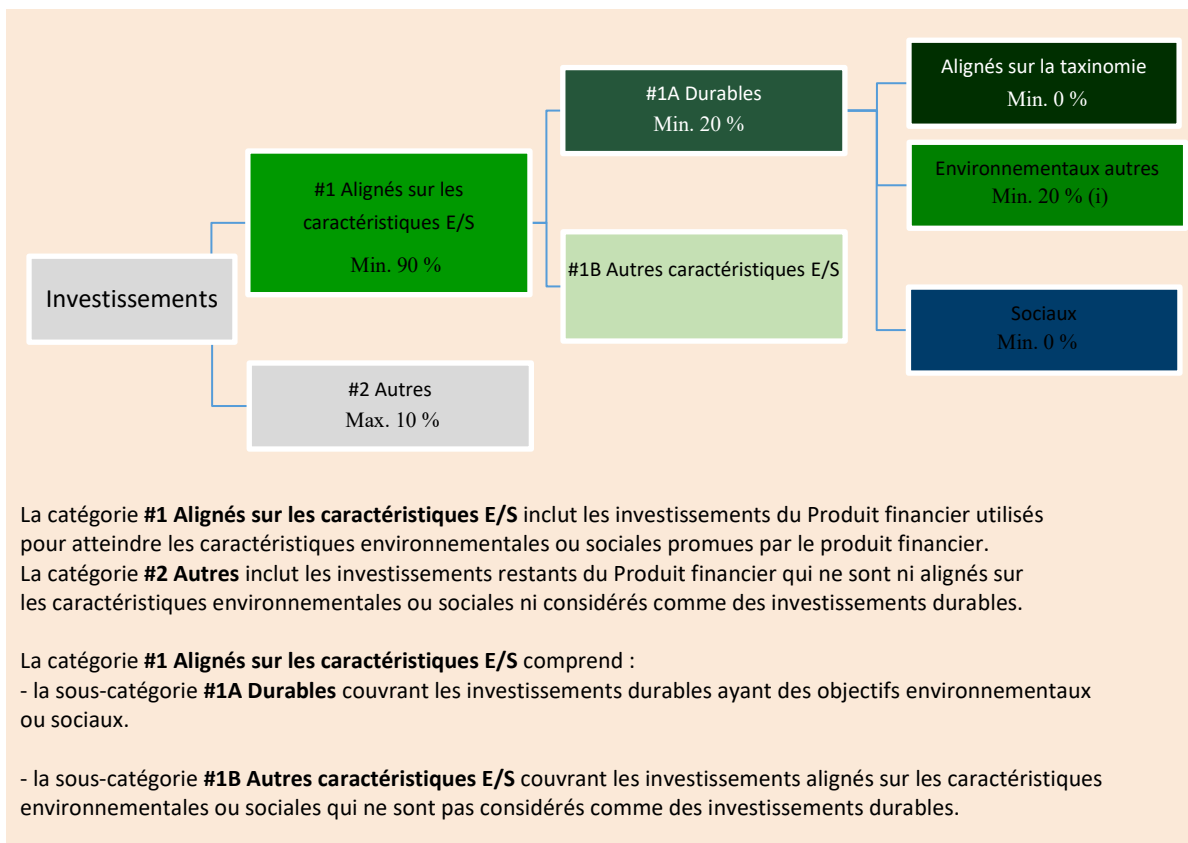 Investissements
#1 Alignés sur les
caractéristiques E/S
Min. 90 %
#2 Autres
Max. 10 %
#1A Durables
Min. 20 %
#1B Autres caractéristiques E/S
Alignés sur la taxinomie
Min. 0 %
Environnementaux autres
Min. 20 % (i)
Sociaux
Min. 0 %
La catégorie #1 Alignés sur les caractéristiques E/S inclut les investissements du Produit financier utilisés
pour atteindre les caractéristiques environnementales ou sociales promues par le produit financier.
La catégorie #2 Autres inclut les investissements restants du Produit financier qui ne sont ni alignés sur
les caractéristiques environnementales ou sociales ni considérés comme des investissements durables.
La catégorie #1 Alignés sur les caractéristiques E/S comprend :
- la sous-catégorie #1A Durables couvrant les investissements durables ayant des objectifs environnementaux
ou sociaux.
- la sous-catégorie #1B Autres caractéristiques E/S couvrant les investissements alignés sur les caractéristiques
environnementales ou sociales qui ne sont pas considérés comme des investissements durables.